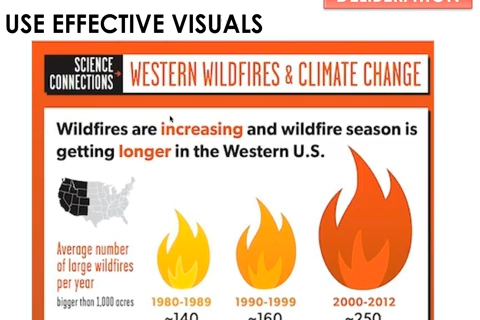 DELIBERATION
USE EFFECTIVE VISUALS
SCIENCE
CONNECTIONS
WESTERN WILDFIRES & CLIMATE CHANGE
Wildfires are increasing and wildfire season is
getting longer in the Western U.S.
Average number
of large wildfires
per year
bigger than 1,000 acres
1980-1989
1990-1999
2000-2012
~140
~160
~250